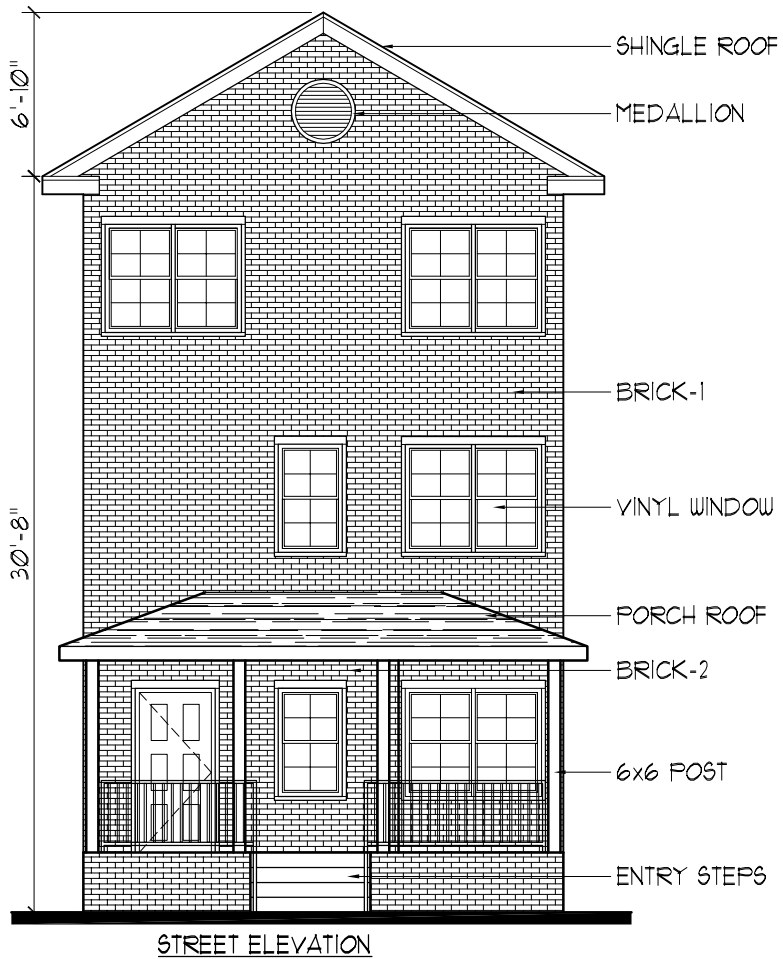 SHINGLE ROOF
6'-10"
MEDALLION
BRICK-1
VINYL WINDOW
30'-8"
PORCH ROOF
BRICK-2
6x6 POST
ENTRY STEPS
STREET ELEVATION